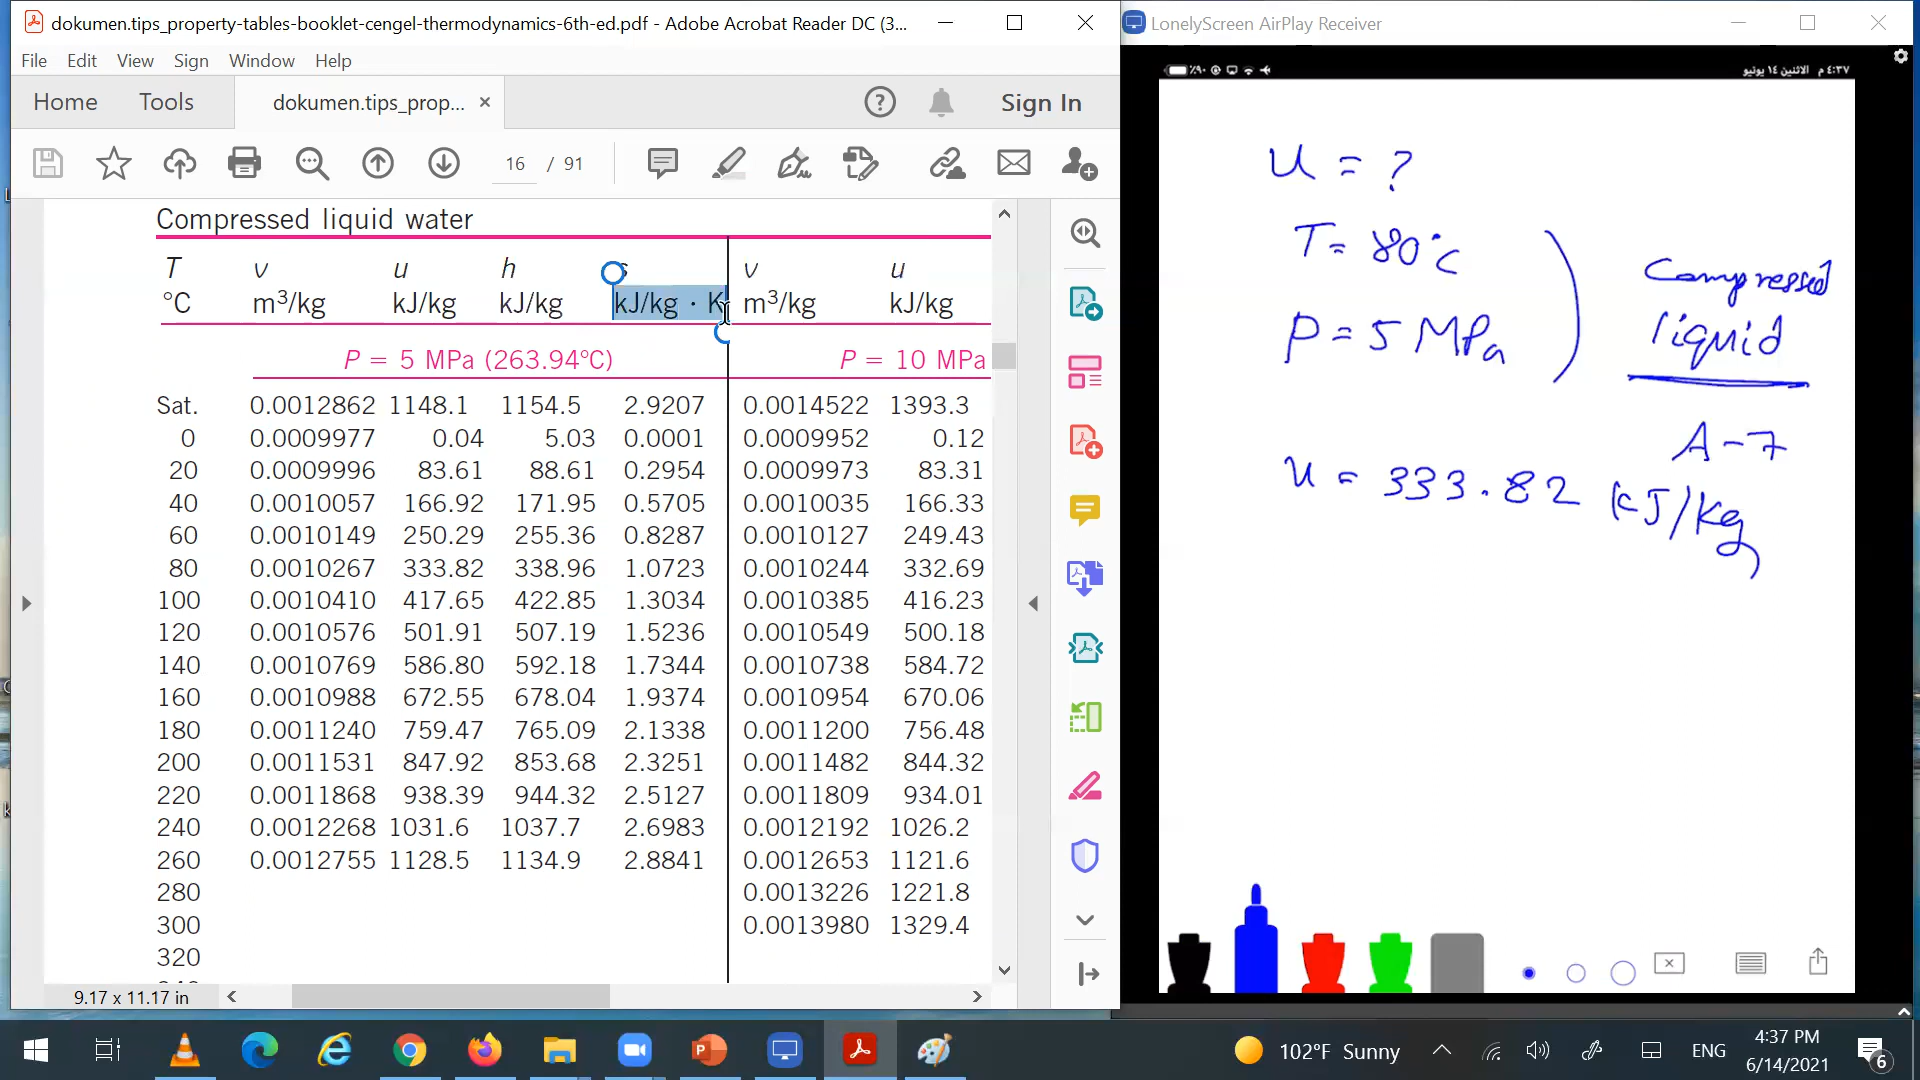 dokumen.tips_property-tables-booklet-cengel-thermodynamics-6th-ed.pdf - Adobe Acrobat Reader DC (3...
File Edit View Sign Window Help
Home Tools dokumen.tips_prop... × Sign In
16 / 91
Compressed liquid water
T v u h s v u
°C m³/kg kJ/kg kJ/kg kJ/kg · K m³/kg kJ/kg
P = 5 MPa (263.94°C) P = 10 MPa
Sat. 0.0012862 1148.1 1154.5 2.9207 0.0014522 1393.3
0 0.0009977 0.04 5.03 0.0001 0.0009952 0.12
20 0.0009996 83.61 88.61 0.2954 0.0009973 83.31
40 0.0010057 166.92 171.95 0.5705 0.0010035 166.33
60 0.0010149 250.29 255.36 0.8287 0.0010127 249.43
80 0.0010267 333.82 338.96 1.0723 0.0010244 332.69
100 0.0010410 417.65 422.85 1.3034 0.0010385 416.23
120 0.0010576 501.91 507.19 1.5236 0.0010549 500.18
140 0.0010769 586.80 592.18 1.7344 0.0010738 584.72
160 0.0010988 672.55 678.04 1.9374 0.0010954 670.06
180 0.0011240 759.47 765.09 2.1338 0.0011200 756.48
200 0.0011531 847.92 853.68 2.3251 0.0011482 844.32
220 0.0011868 938.39 944.32 2.5127 0.0011809 934.01
240 0.0012268 1031.6 1037.7 2.6983 0.0012192 1026.2
260 0.0012755 1128.5 1134.9 2.8841 0.0012653 1121.6
280 0.0013226 1221.8
300 0.0013980 1329.4
320
9.17 x 11.17 in
LonelyScreen AirPlay Receiver
٪٩٠ ٤:٣٧ م الاثنين ١٤ يونيو
U = ?
T = 80°C
P = 5 MPa
Compressed
liquid
A-7
u = 333.82 kJ/kg
102°F Sunny ENG
4:37 PM
6/14/2021
6